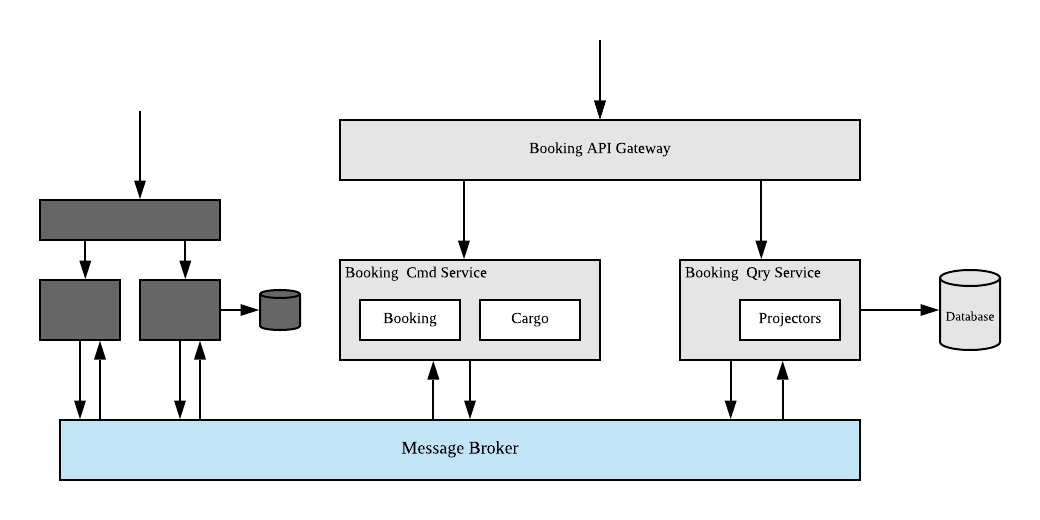 Booking API Gateway
Booking  Cmd Service
Booking
Cargo
Booking  Qry Service
Projectors
Database
Message Broker